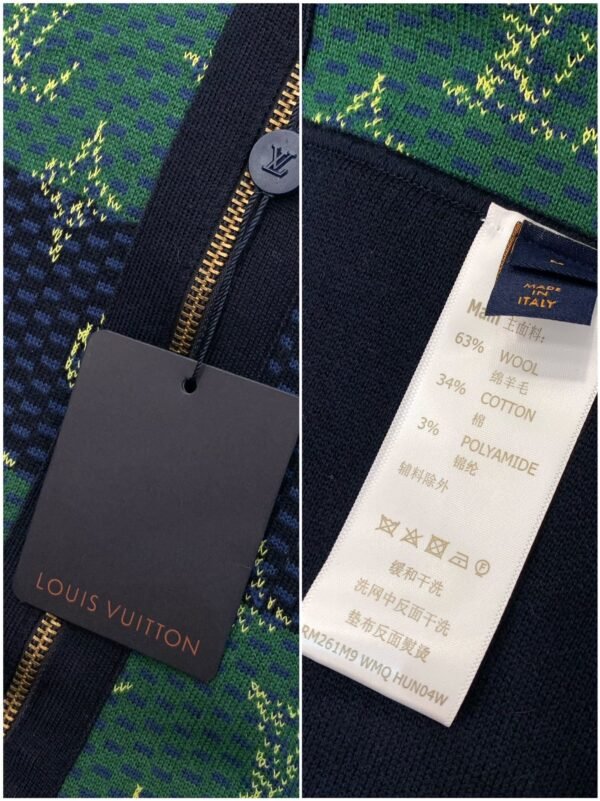 LV
LOUIS VUITTON
MADE
IN
ITALY
Main 主面料:
63% WOOL
绵羊毛
34% COTTON
棉
3% POLYAMIDE
锦纶
辅料除外
缓和干洗
洗网中反面干洗
垫布反面熨烫
RM261M9 WMQ HUN04W